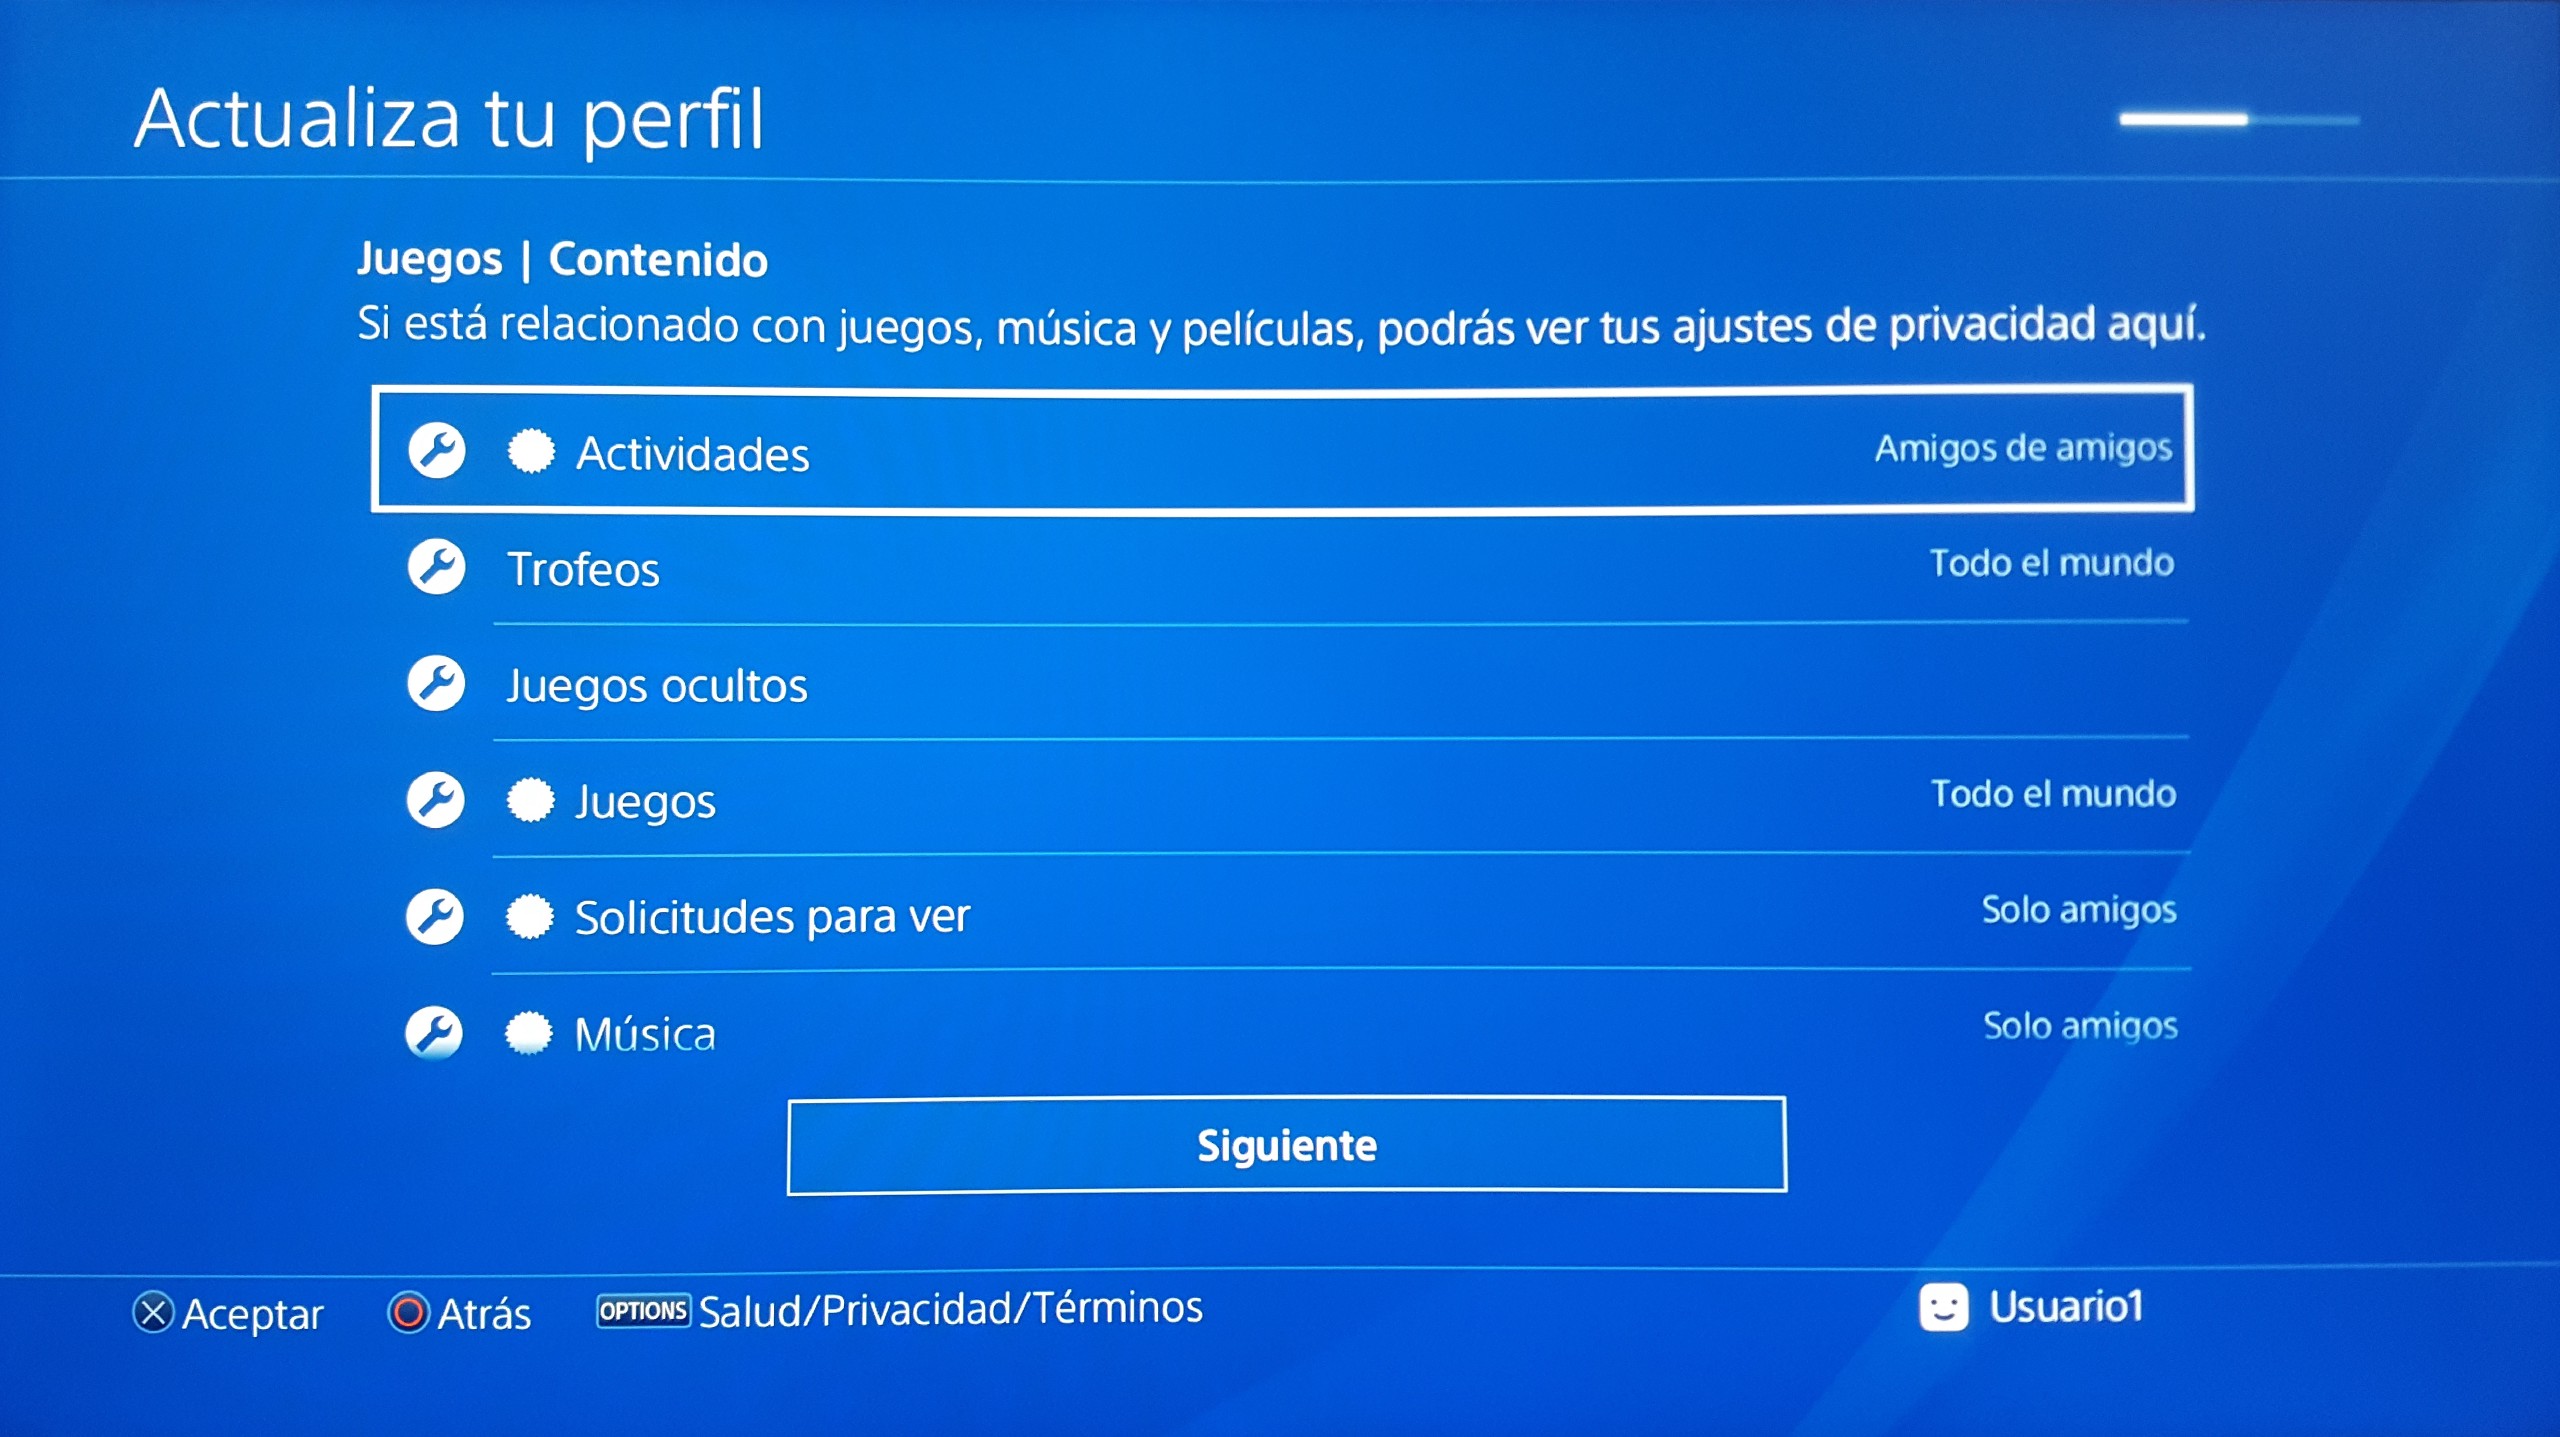 Actualiza tu perfil
Juegos | Contenido
Si está relacionado con juegos, música y películas, podrás ver tus ajustes de privacidad aquí.
Actividades Amigos de amigos
Trofeos Todo el mundo
Juegos ocultos
Juegos Todo el mundo
Solicitudes para ver Solo amigos
Música Solo amigos
Siguiente
Aceptar Atrás OPTIONS Salud/Privacidad/Términos Usuario1